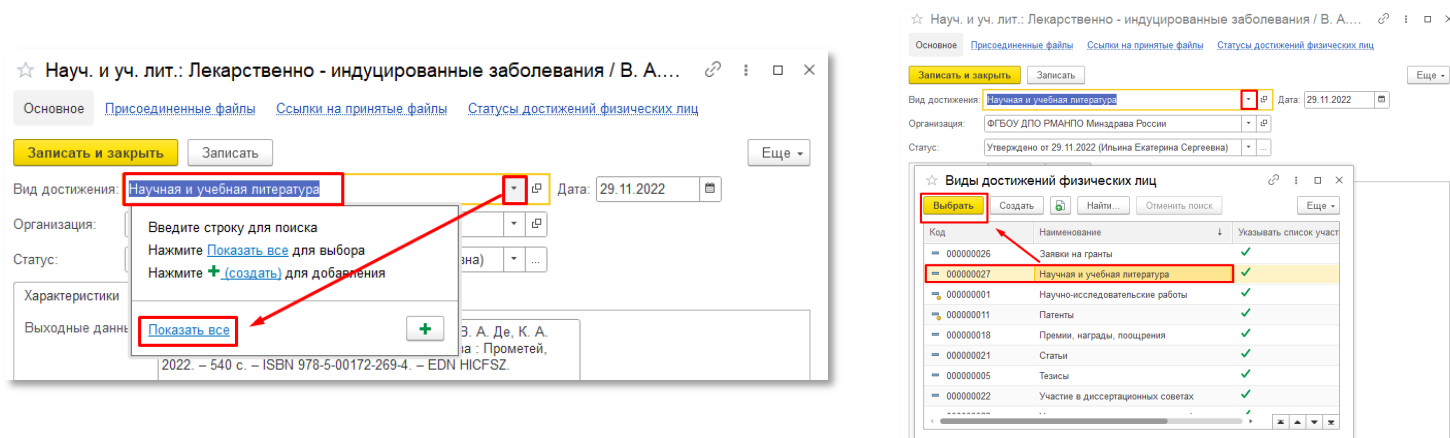 Науч. и уч. лит.: Лекарственно - индуцированные заболевания / В. А....
Основное Присоединенные файлы Ссылки на принятые файлы Статусы достижений физических лиц
Записать и закрыть Записать Еще
Вид достижения: Научная и учебная литература Дата: 29.11.2022
Организация:
Введите строку для поиска
Нажмите Показать все для выбора
Статус:
Нажмите + (создать) для добавления
вна) ...
Характеристики
Выходные данн
Показать все +
В. А. Де, К. А.
ва : Прометей,
2022. – 540 с. – ISBN 978-5-00172-269-4. – EDN HICFSZ.
Науч. и уч. лит.: Лекарственно - индуцированные заболевания / В. А....
Основное Присоединенные файлы Ссылки на принятые файлы Статусы достижений физических лиц
Записать и закрыть Записать Еще
Вид достижения: Научная и учебная литература Дата: 29.11.2022
Организация: ФГБОУ ДПО РМАНПО Минздрава России
Статус: Утверждено от 29.11.2022 (Ильина Екатерина Сергеевна) ...
Виды достижений физических лиц
Выбрать Создать Найти... Отменить поиск Еще
Код Наименование ↓ Указывать список участ
000000026 Заявки на гранты
000000027 Научная и учебная литература
000000001 Научно-исследовательские работы
000000011 Патенты
000000018 Премии, награды, поощрения
000000021 Статьи
000000005 Тезисы
000000022 Участие в диссертационных советах